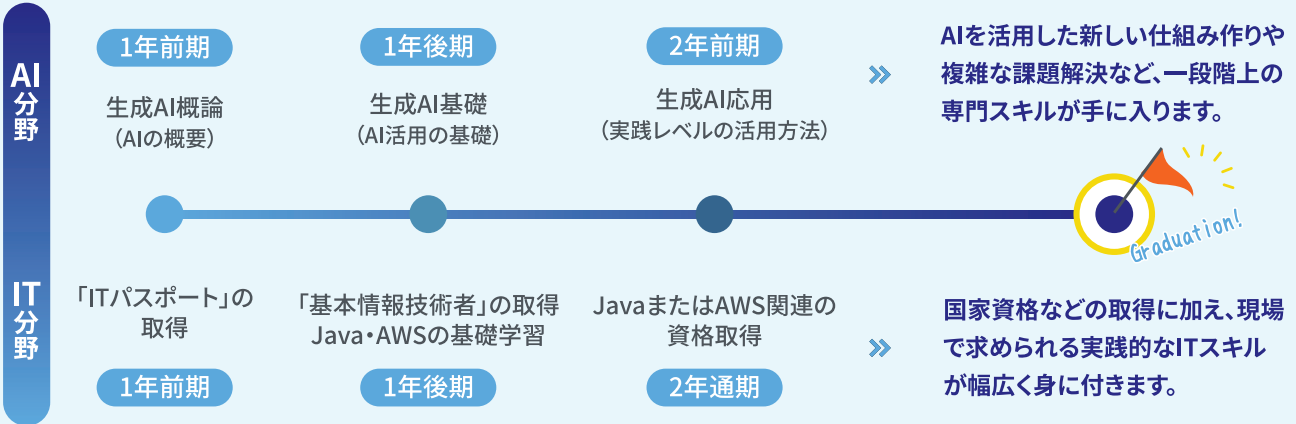 AI分野
1年前期
生成AI概論
（AIの概要）
1年後期
生成AI基礎
（AI活用の基礎）
2年前期
生成AI応用
（実践レベルの活用方法）
AIを活用した新しい仕組み作りや
複雑な課題解決など、一段階上の
専門スキルが手に入ります。
Graduation!
IT分野
「ITパスポート」の
取得
1年前期
「基本情報技術者」の取得
Java・AWSの基礎学習
1年後期
JavaまたはAWS関連の
資格取得
2年通期
国家資格などの取得に加え、現場
で求められる実践的なITスキル
が幅広く身に付きます。